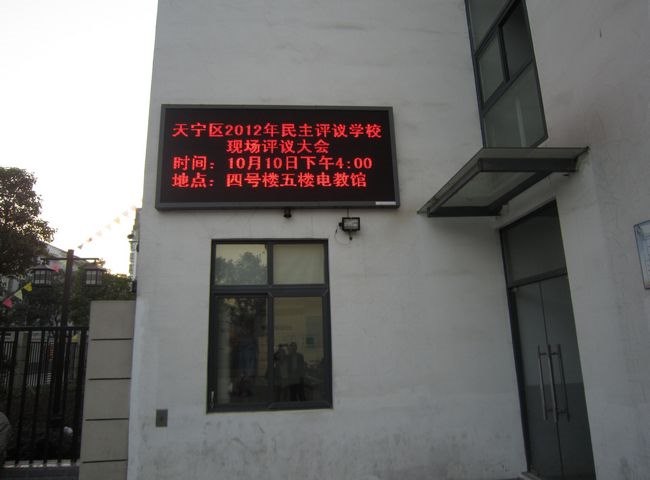 天宁区2012年民主评议学校
现场评议大会
时间：10月10日下午4:00
地点：四号楼五楼电教馆